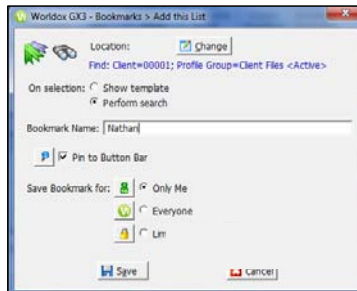 Worldox GX3 - Bookmarks > Add this List
Location: Change
Find: Client=00001; Profile Group=Client Files <Active>
On selection: Show template
Perform search
Bookmark Name: Nathan
Pin to Button Bar
Save Bookmark for: Only Me
Everyone
Save Cancel